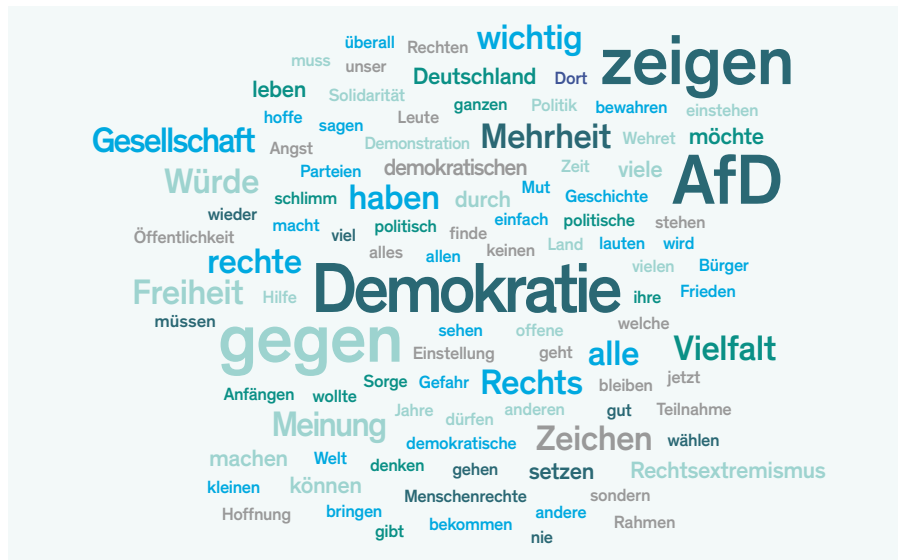 überall Rechten wichtig
muss unser zeigen
Deutschland Dort
leben Solidarität
ganzen Politik bewahren einstehen
hoffe sagen Leute
Gesellschaft Angst Demonstration Mehrheit Wehret möchte
Parteien demokratischen Zeit viele AfD
Würde schlimm haben durch Mut Geschichte
wieder macht viel politisch finde einfach politische stehen
Öffentlichkeit alles allen keinen Land lauten wird
rechte Demokratie vielen Bürger
Freiheit Hilfe ihre Frieden
müssen gegen sehen offene welche
Einstellung geht alle Vielfalt
Anfängen wollte Sorge Gefahr Rechts bleiben jetzt
Meinung Jahre dürfen anderen gut Teilnahme
demokratische Zeichen wählen
machen Welt denken gehen setzen Rechtsextremismus
kleinen können Menschenrechte sondern
Hoffnung bringen gibt bekommen andere Rahmen
nie